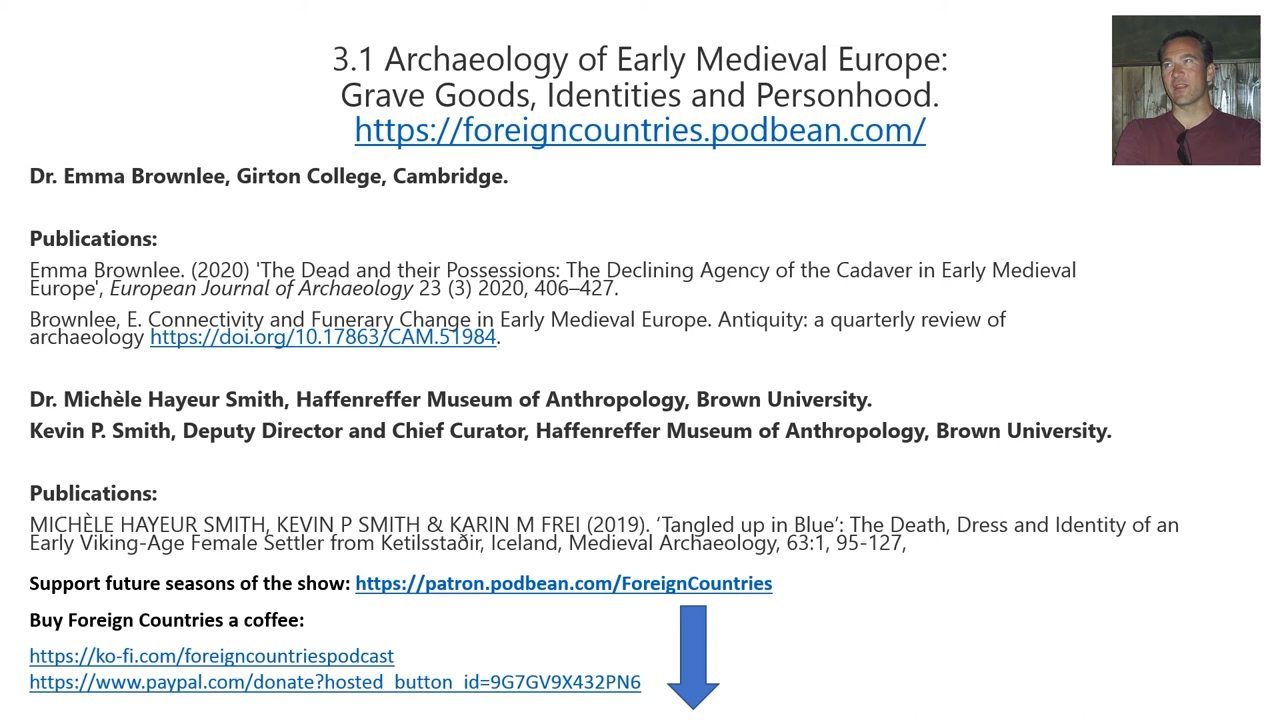 3.1 Archaeology of Early Medieval Europe:
Grave Goods, Identities and Personhood.
https://foreigncountries.podbean.com/
Dr. Emma Brownlee, Girton College, Cambridge.
Publications:
Emma Brownlee. (2020) 'The Dead and their Possessions: The Declining Agency of the Cadaver in Early Medieval
Europe', European Journal of Archaeology 23 (3) 2020, 406–427.
Brownlee, E. Connectivity and Funerary Change in Early Medieval Europe. Antiquity: a quarterly review of
archaeology https://doi.org/10.17863/CAM.51984.
Dr. Michèle Hayeur Smith, Haffenreffer Museum of Anthropology, Brown University.
Kevin P. Smith, Deputy Director and Chief Curator, Haffenreffer Museum of Anthropology, Brown University.
Publications:
MICHÈLE HAYEUR SMITH, KEVIN P SMITH & KARIN M FREI (2019). ‘Tangled up in Blue’: The Death, Dress and Identity of an
Early Viking-Age Female Settler from Ketilsstaðir, Iceland, Medieval Archaeology, 63:1, 95-127,
Support future seasons of the show: https://patron.podbean.com/ForeignCountries
Buy Foreign Countries a coffee:
https://ko-fi.com/foreigncountriespodcast
https://www.paypal.com/donate?hosted_button_id=9G7GV9X432PN6